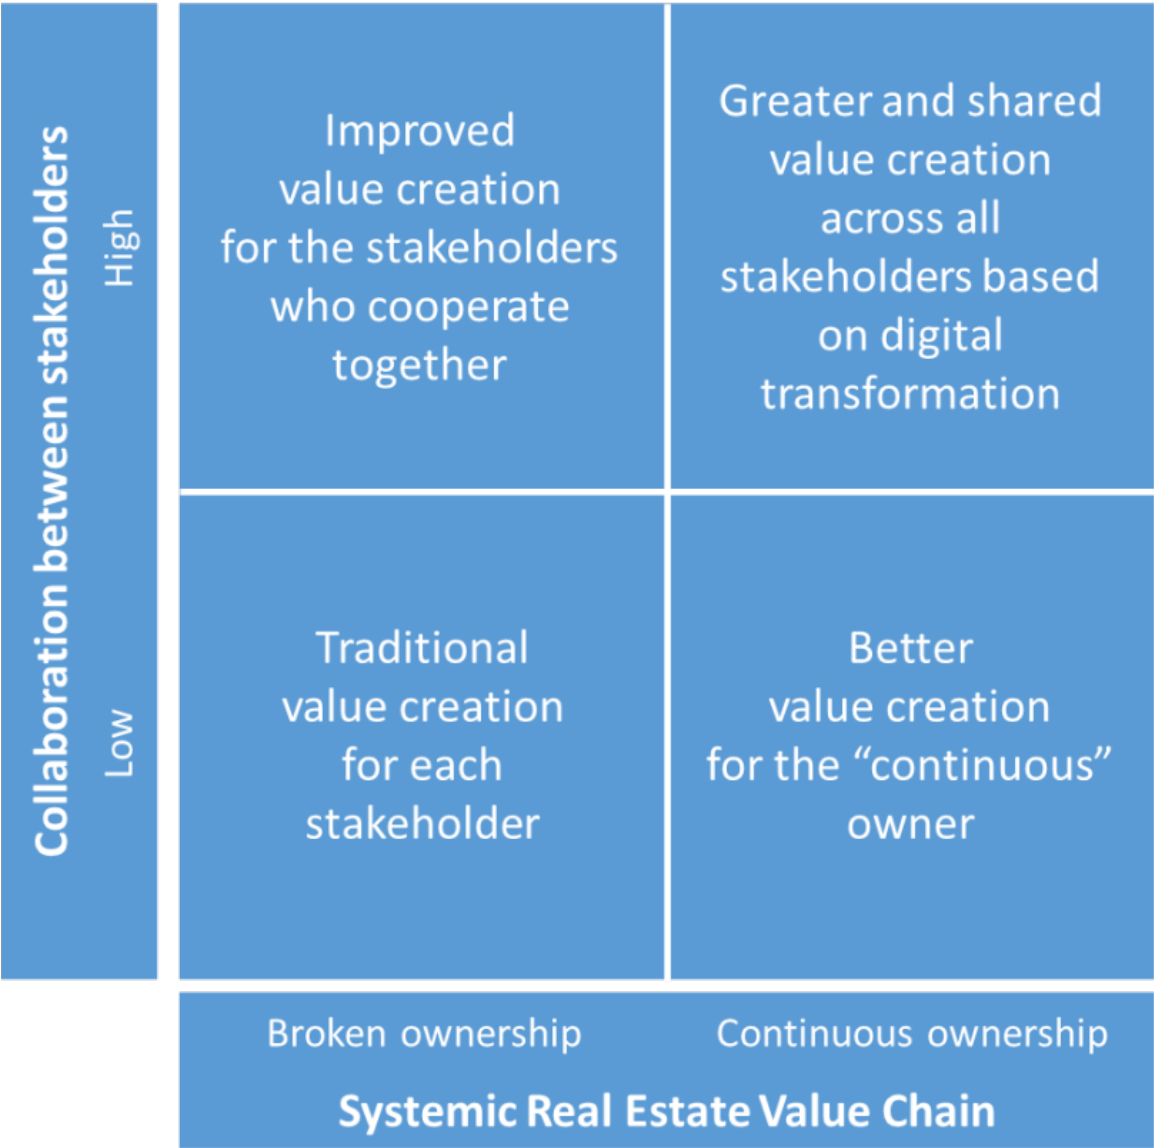 Collaboration between stakeholders
High
Low
Improved
value creation
for the stakeholders
who cooperate
together
Greater and shared
value creation
across all
stakeholders based
on digital
transformation
Traditional
value creation
for each
stakeholder
Better
value creation
for the “continuous”
owner
Broken ownership
Continuous ownership
Systemic Real Estate Value Chain